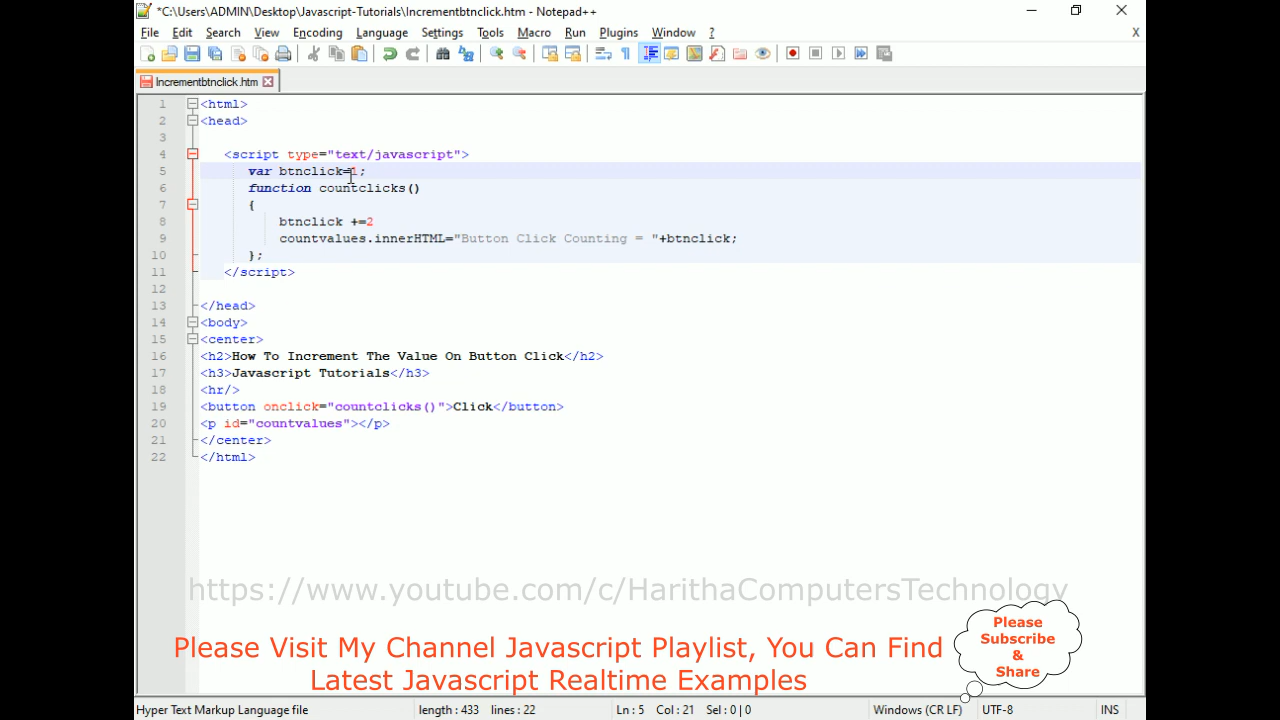 *C:\Users\ADMIN\Desktop\Javascript-Tutorials\Incrementbtnclick.htm - Notepad++
File Edit Search View Encoding Language Settings Tools Macro Run Plugins Window ? X
Incrementbtnclick.htm
1 <html>
2 <head>
3
4 <script type="text/javascript">
5 var btnclick=1;
6 function countclicks()
7 {
8 btnclick +=2
9 countvalues.innerHTML="Button Click Counting = "+btnclick;
10 };
11 </script>
12
13 </head>
14 <body>
15 <center>
16 <h2>How To Increment The Value On Button Click</h2>
17 <h3>Javascript Tutorials</h3>
18 <hr/>
19 <button onclick="countclicks()">Click</button>
20 <p id="countvalues"></p>
21 </center>
22 </html>
https://www.youtube.com/c/HarithaComputersTechnology
Please Visit My Channel Javascript Playlist, You Can Find
Latest Javascript Realtime Examples
Please
Subscribe
&
Share
Hyper Text Markup Language file length : 433 lines : 22 Ln : 5 Col : 21 Sel : 0 | 0 Windows (CR LF) UTF-8 INS